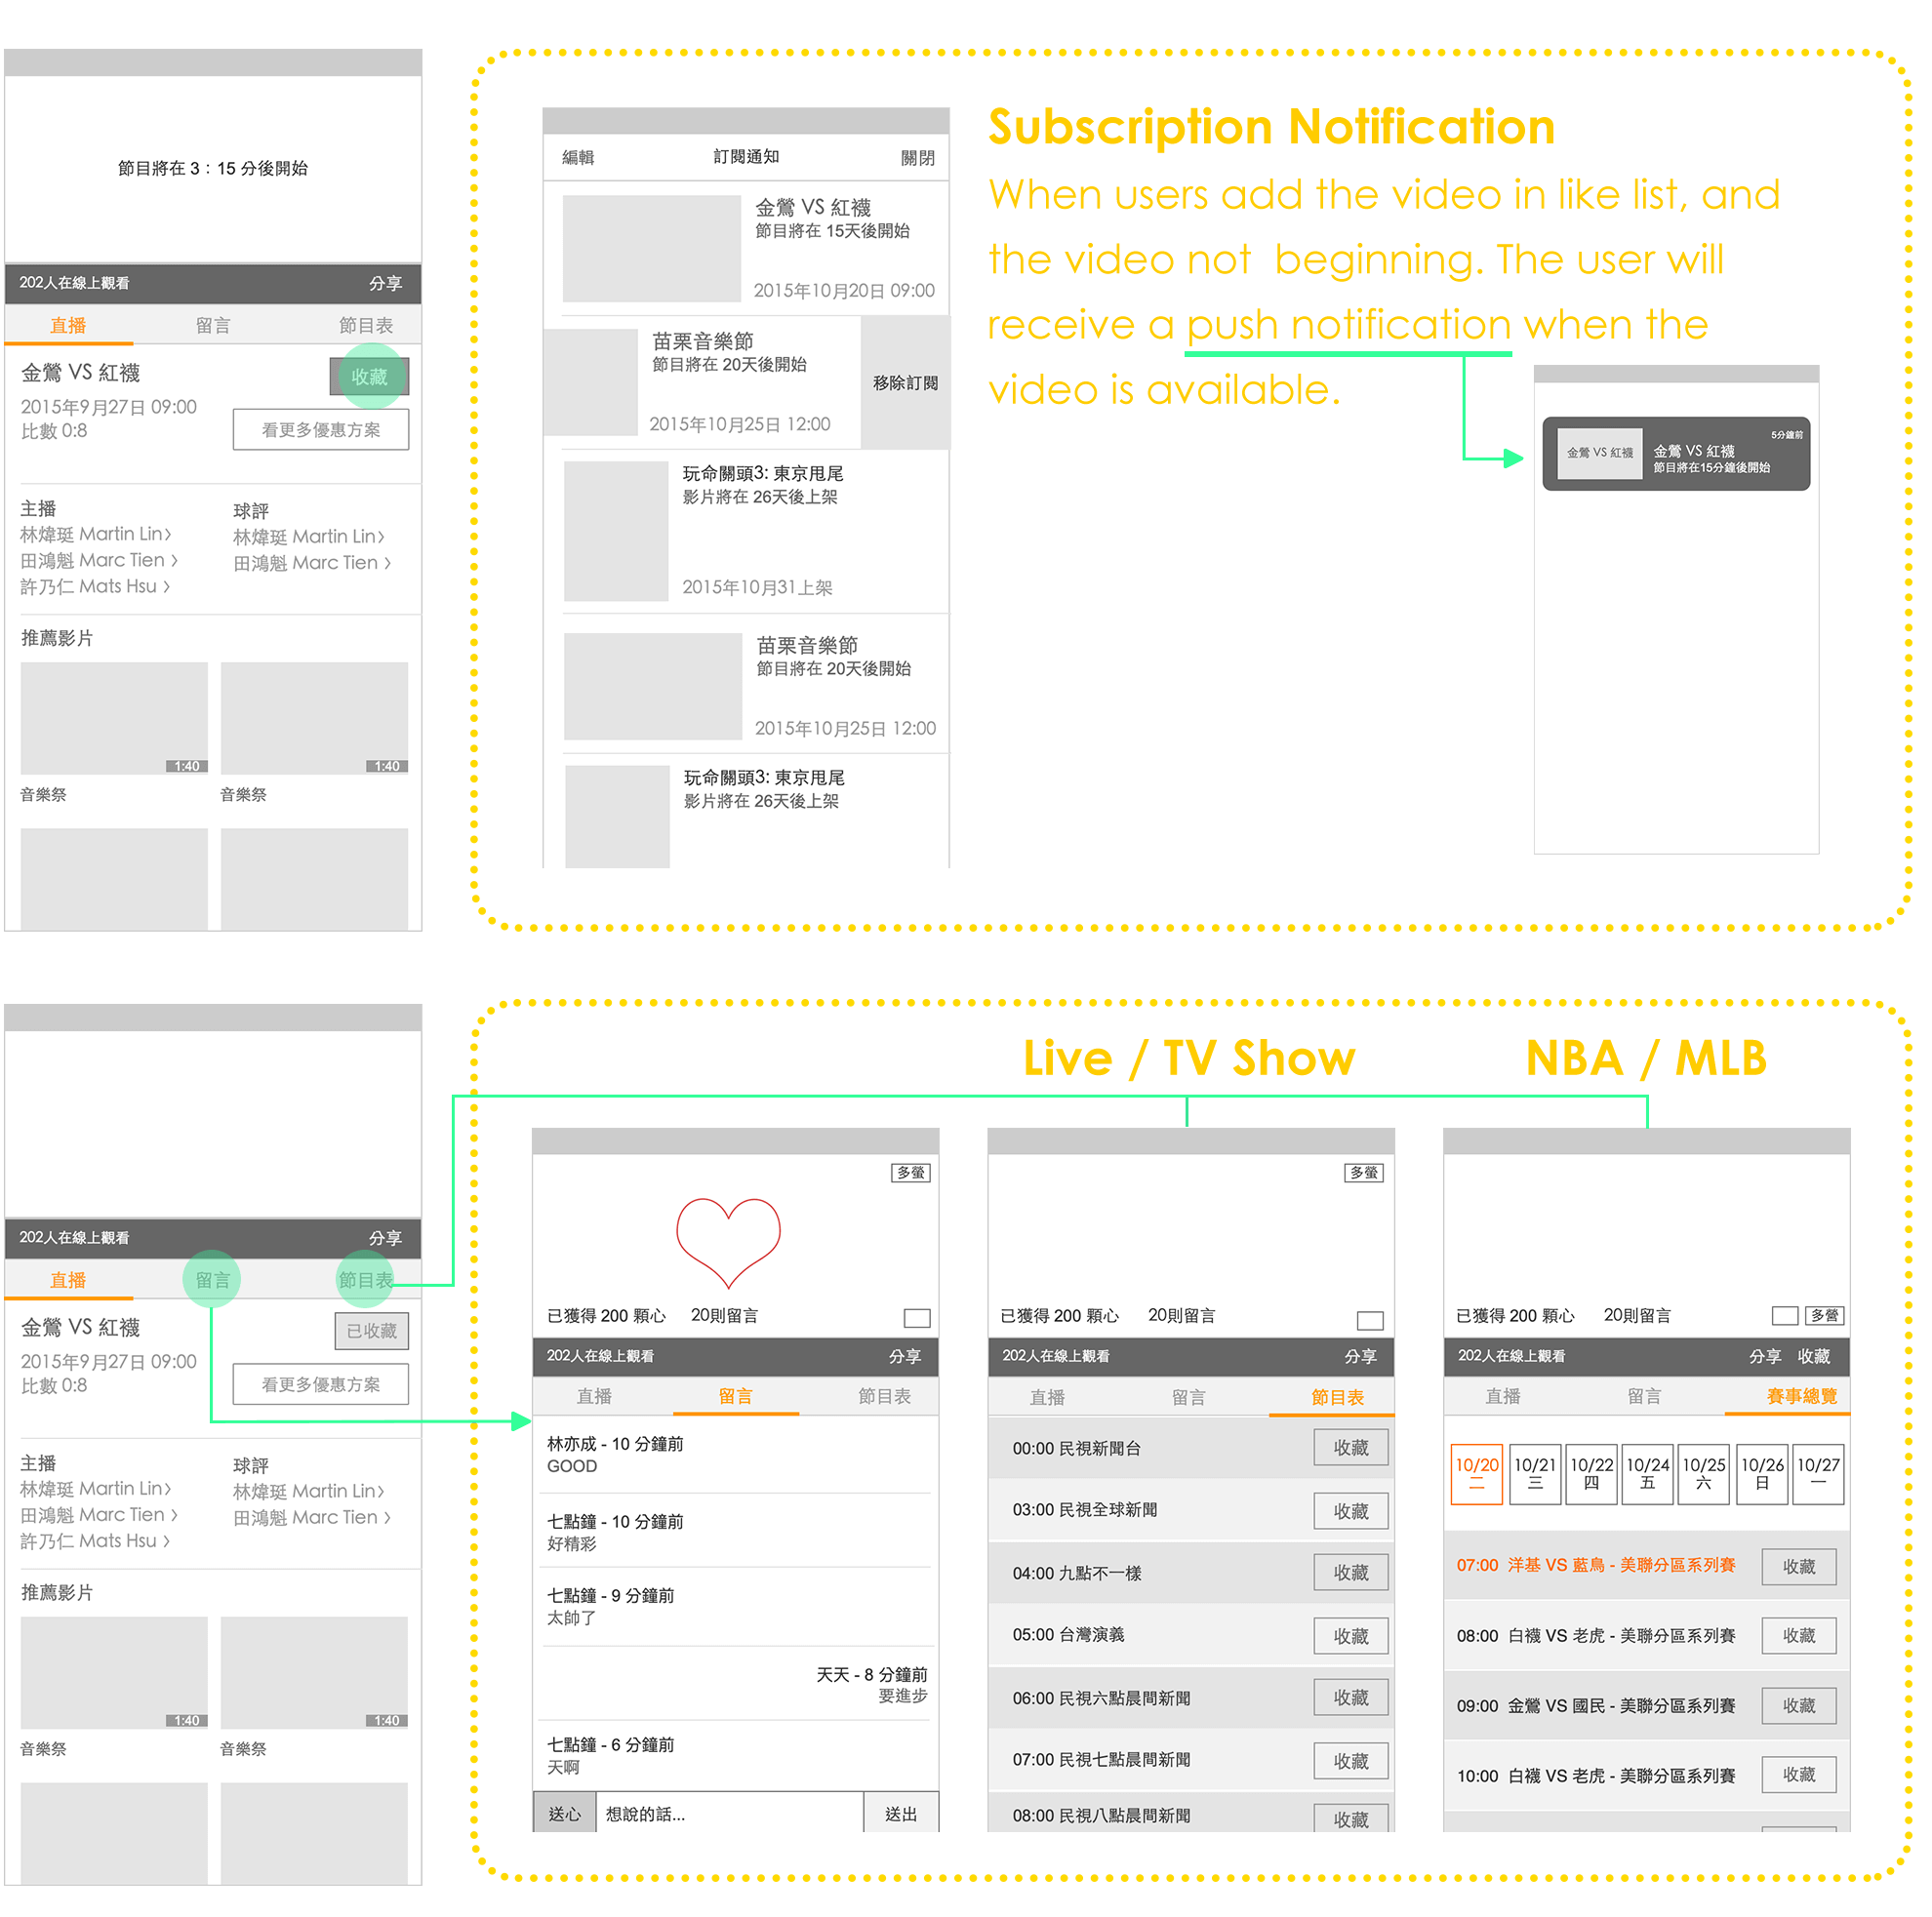 節目將在 3：15 分後開始
202人在線上觀看 分享
直播 留言 節目表
金鶯 VS 紅襪 收藏
2015年9月27日 09:00
比數 0:8
看更多優惠方案
主播
林煒珽 Martin Lin>
田鴻魁 Marc Tien >
許乃仁 Mats Hsu >
球評
林煒珽 Martin Lin>
田鴻魁 Marc Tien >
推薦影片
1:40 1:40
音樂祭 音樂祭
編輯 訂閱通知 關閉
金鶯 VS 紅襪
節目將在 15天後開始
2015年10月20日 09:00
苗栗音樂節
節目將在 20天後開始
2015年10月25日 12:00
移除訂閱
玩命關頭3: 東京甩尾
影片將在 26天後上架
2015年10月31上架
苗栗音樂節
節目將在 20天後開始
2015年10月25日 12:00
玩命關頭3: 東京甩尾
影片將在 26天後上架
Subscription Notification
When users add the video in like list, and
the video not beginning. The user will
receive a push notification when the
video is available.
5分鐘前
金鶯 VS 紅襪
金鶯 VS 紅襪
節目將在15分鐘後開始
202人在線上觀看 分享
直播 留言 節目表
金鶯 VS 紅襪 已收藏
2015年9月27日 09:00
比數 0:8
看更多優惠方案
主播
林煒珽 Martin Lin>
田鴻魁 Marc Tien >
許乃仁 Mats Hsu >
球評
林煒珽 Martin Lin>
田鴻魁 Marc Tien >
推薦影片
1:40 1:40
音樂祭 音樂祭
Live / TV Show
NBA / MLB
多螢
已獲得 200 顆心 20則留言
202人在線上觀看 分享
直播 留言 節目表
林亦成 - 10 分鐘前
GOOD
七點鐘 - 10 分鐘前
好精彩
七點鐘 - 9 分鐘前
太帥了
天天 - 8 分鐘前
要進步
七點鐘 - 6 分鐘前
天啊
送心 想說的話... 送出
多螢
已獲得 200 顆心 20則留言
202人在線上觀看 分享
直播 留言 節目表
00:00 民視新聞台 收藏
03:00 民視全球新聞 收藏
04:00 九點不一樣 收藏
05:00 台灣演義 收藏
06:00 民視六點晨間新聞 收藏
07:00 民視七點晨間新聞 收藏
08:00 民視八點晨間新聞 收藏
已獲得 200 顆心 20則留言 多螢
202人在線上觀看 分享 收藏
直播 留言 賽事總覽
10/20 10/21 10/22 10/24 10/25 10/26 10/27
二 三 四 五 六 日 一
07:00 洋基 VS 藍鳥 - 美聯分區系列賽 收藏
08:00 白襪 VS 老虎 - 美聯分區系列賽 收藏
09:00 金鶯 VS 國民 - 美聯分區系列賽 收藏
10:00 白襪 VS 老虎 - 美聯分區系列賽 收藏